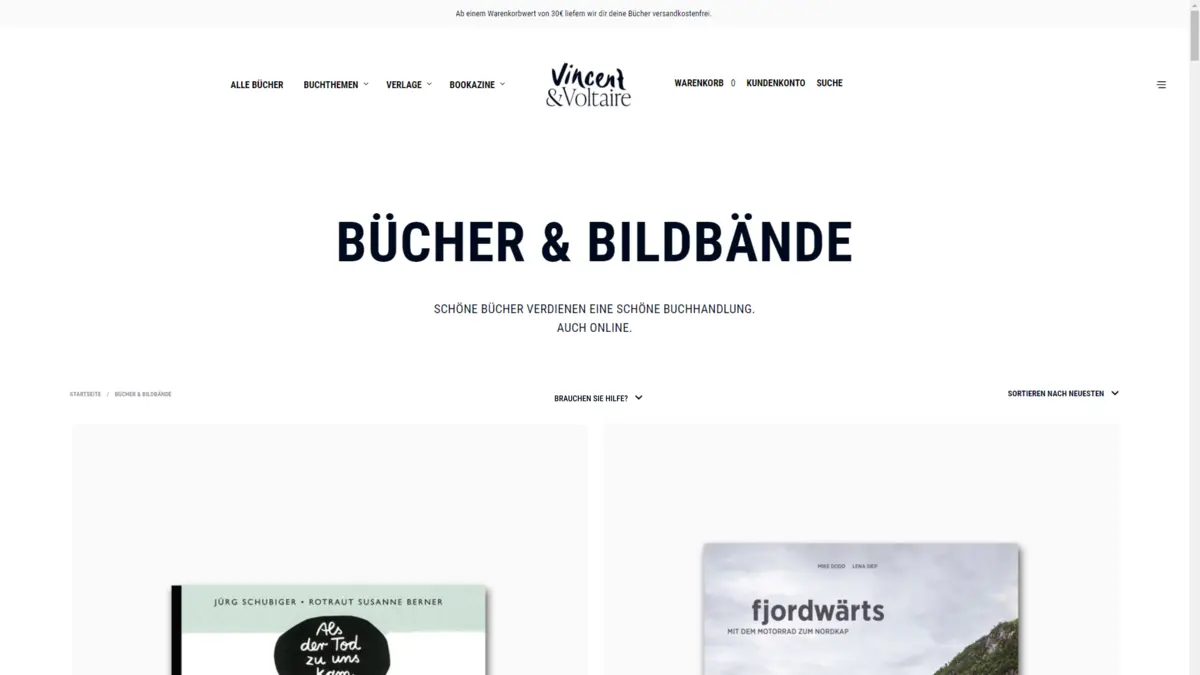 Ab einem Warenkorbwert von 30€ liefern wir dir deine Bücher versandkostenfrei.
ALLE BÜCHER BUCHTHEMEN VERLAGE BOOKAZINE
Vincent
&Voltaire
WARENKORB 0 KUNDENKONTO SUCHE
BÜCHER & BILDBÄNDE
SCHÖNE BÜCHER VERDIENEN EINE SCHÖNE BUCHHANDLUNG.
AUCH ONLINE.
STARTSEITE / BÜCHER & BILDBÄNDE
BRAUCHEN SIE HILFE?
SORTIEREN NACH NEUESTEN
JÜRG SCHUBIGER • ROTRAUT SUSANNE BERNER
Als
der Tod
zu uns
kam
MIKE DODD LENA SIEP
fjordwärts
MIT DEM MOTORRAD ZUM NORDKAP